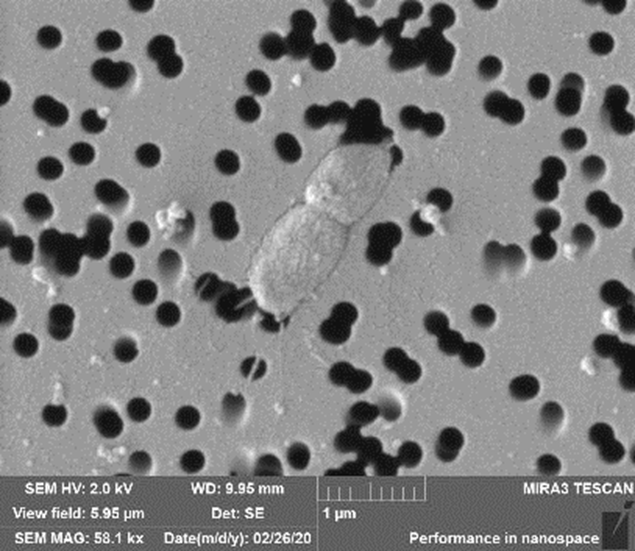 SEM HV: 2.0 kV WD: 9.95 mm MIRA3 TESCAN
View field: 5.95 µm Det: SE 1 µm
SEM MAG: 58.1 kx Date(m/d/y): 02/26/20 Performance in nanospace